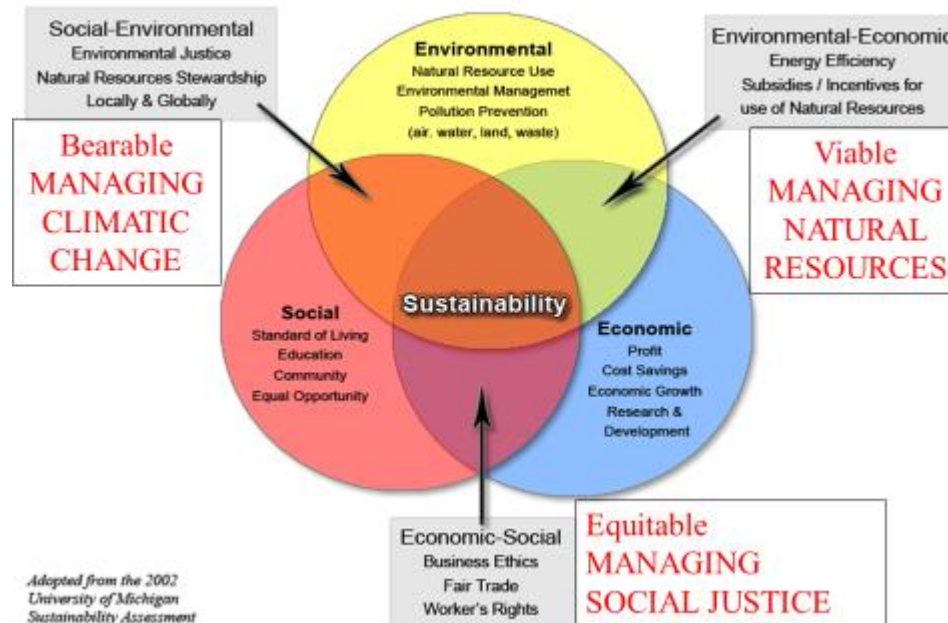 Social-Environmental
Environmental Justice
Natural Resources Stewardship
Locally & Globally
Bearable
MANAGING
CLIMATIC
CHANGE
Environmental
Natural Resource Use
Environmental Managemet
Pollution Prevention
(air. water, land, waste)
Environmental-Economic
Energy Efficiency
Subsidies / Incentives for
use of Natural Resources
Viable
MANAGING
NATURAL
RESOURCES
Sustainability
Social
Standard of Living
Education
Community
Equal Opportunity
Economic
Profit
Cost Savings
Economic Growth
Research &
Development
Economic-Social
Business Ethics
Fair Trade
Worker's Rights
Equitable
MANAGING
SOCIAL JUSTICE
Adopted from the 2002
University of Michigan
Sustainability Assessment